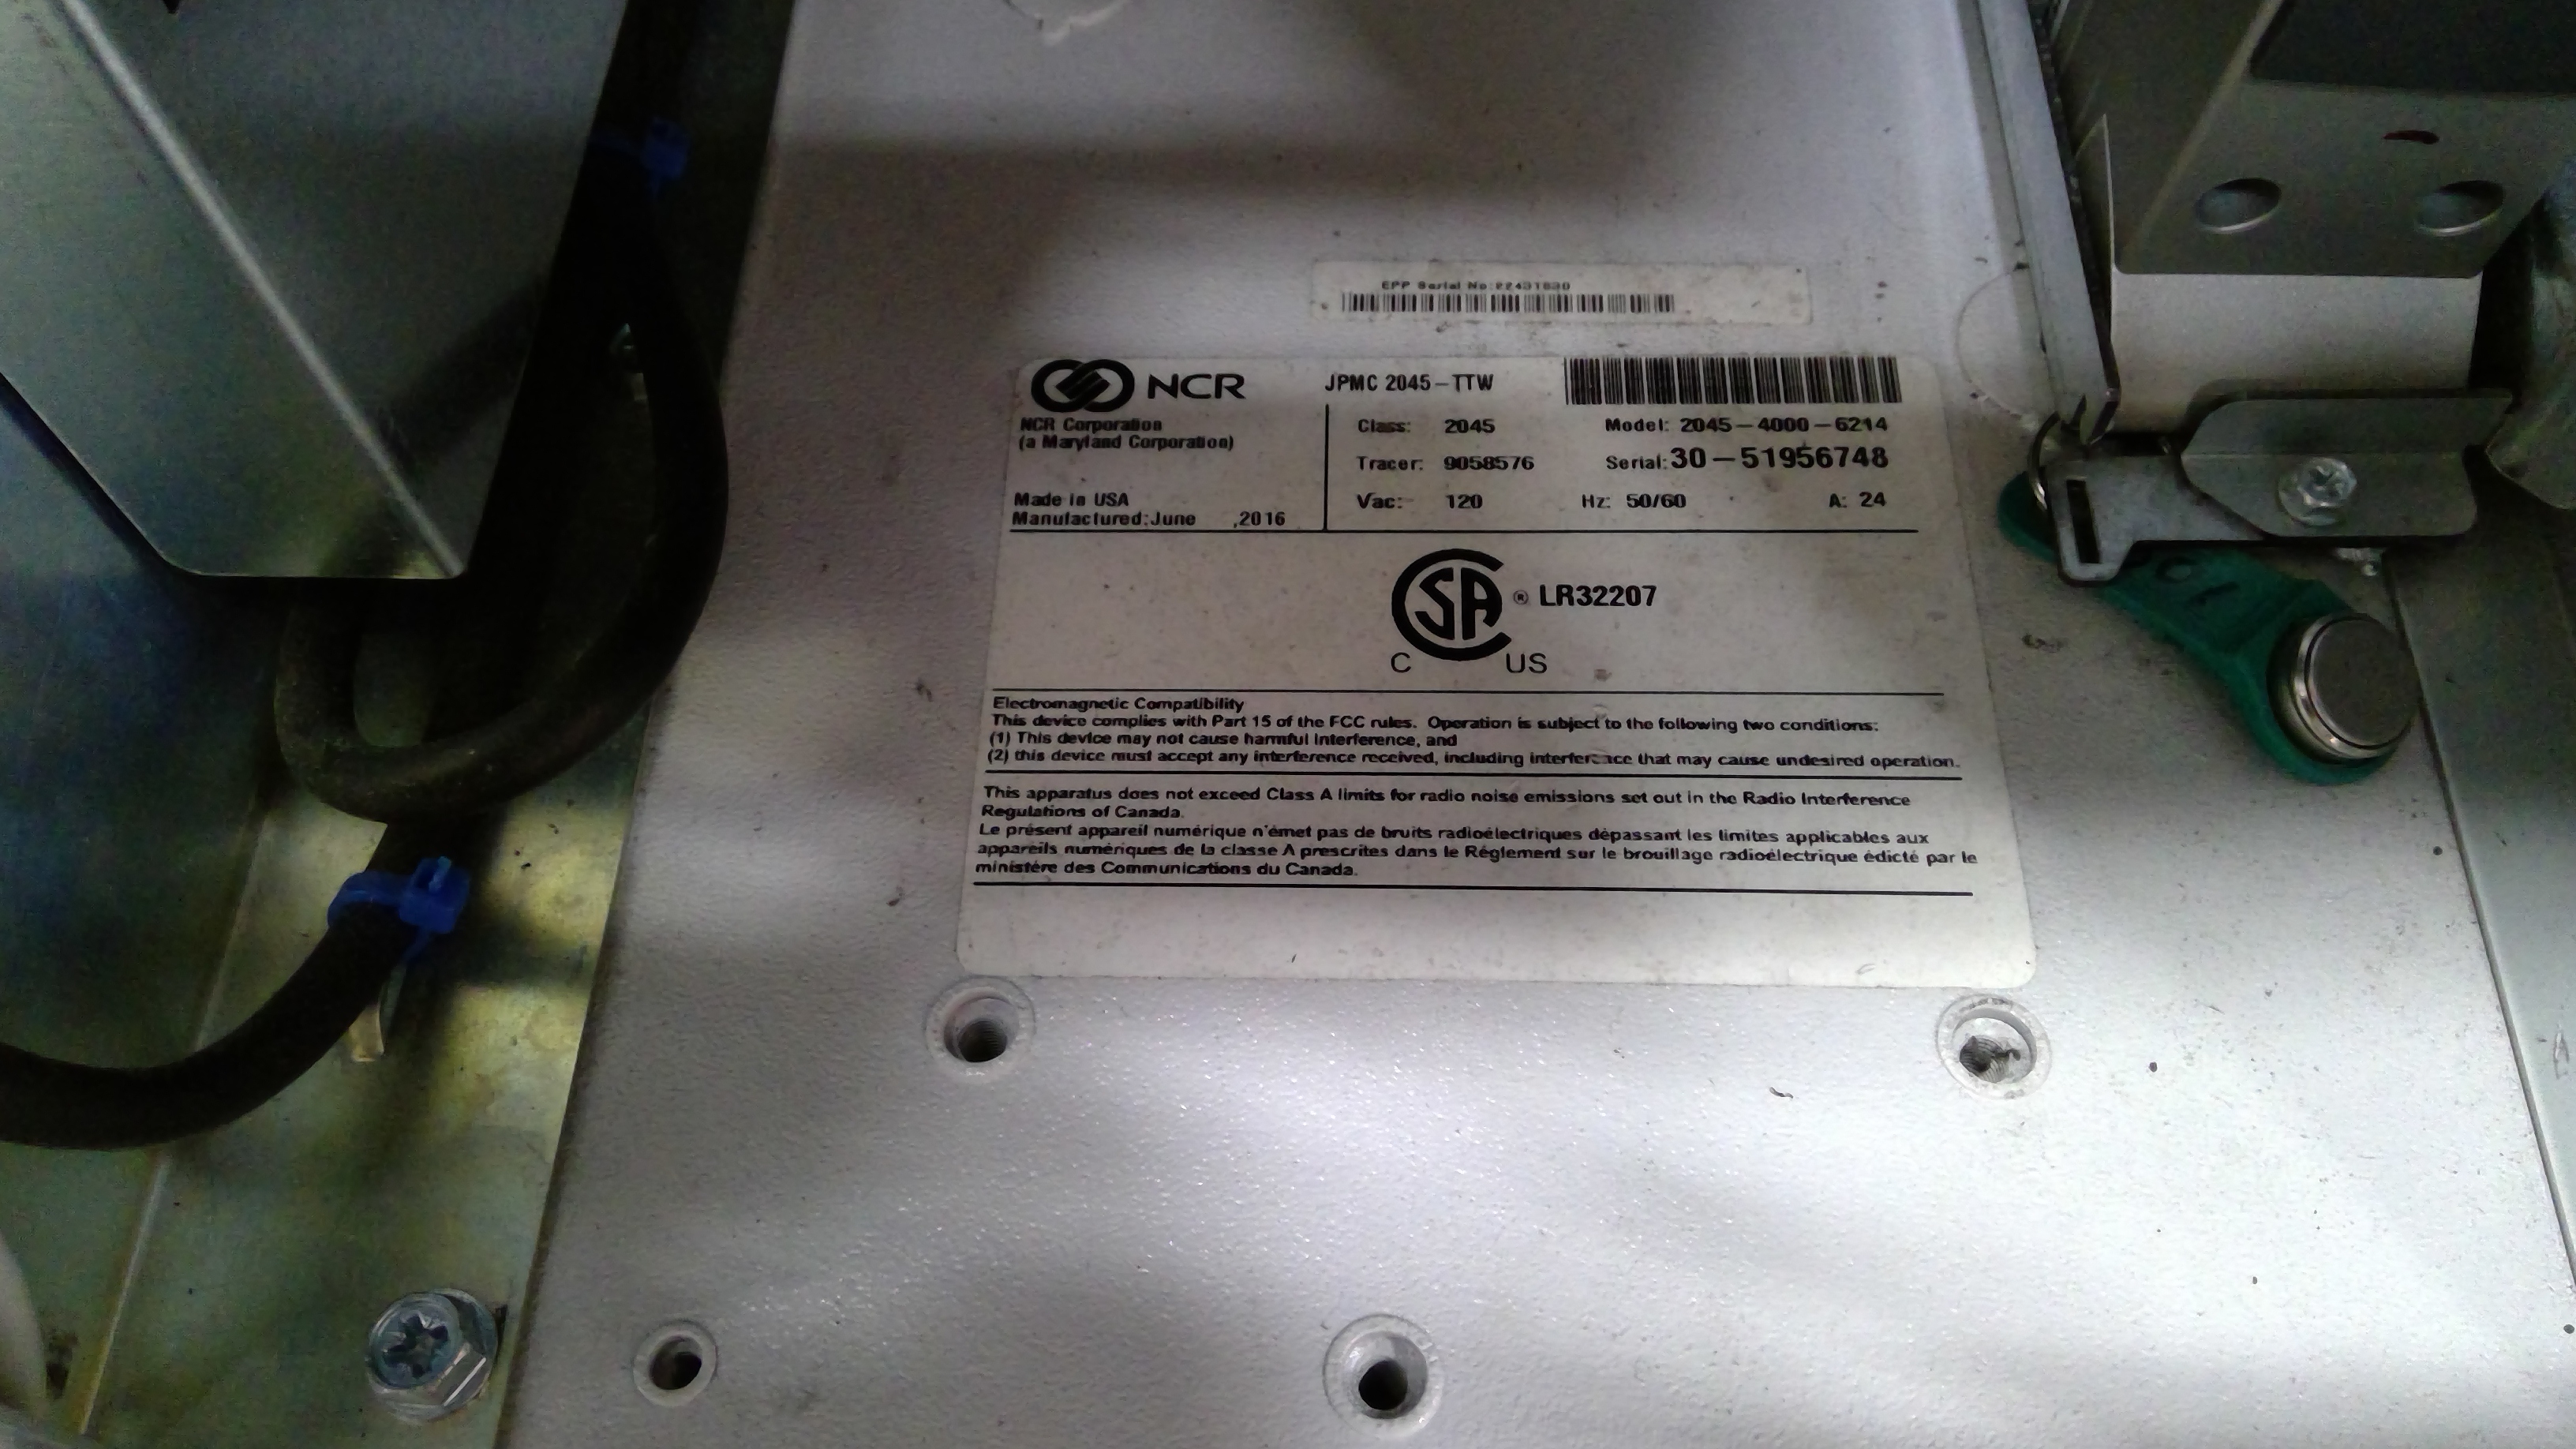 EPP Serial No:22431630
NCR
JPMC 2045-TTW
NCR Corporation
(a Maryland Corporation)
Class: 2045
Model: 2045-4000-6214
Tracer: 9058576
Serial: 30-51956748
Made in USA
Manufactured: June ,2016
Vac: 120
Hz: 50/60
A: 24
SA ® LR32207
C US
Electromagnetic Compatibility
This device complies with Part 15 of the FCC rules. Operation is subject to the following two conditions:
(1) This device may not cause harmful interference, and
(2) this device must accept any interference received, including interference that may cause undesired operation.
This apparatus does not exceed Class A limits for radio noise emissions set out in the Radio Interference
Regulations of Canada.
Le présent appareil numérique n'émet pas de bruits radioélectriques dépassant les limites applicables aux
appareils numériques de la classe A prescrites dans le Réglement sur le brouillage radioélectrique édicté par le
ministère des Communications du Canada.